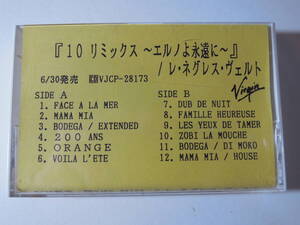 『10 リミックス ～エルノよ永遠に～』
/ レ・ネグレス・ヴェルト
6/30発売 VJCP-28173
Virgin
SIDE A
1. FACE A LA MER
2. MAMA MIA
3. BODEGA / EXTENDED
4. 200 ANS
5. ORANGE
6. VOILA L'ETE
SIDE B
7. DUB DE NUIT
8. FAMILLE HEUREUSE
9. LES YEUX DE TAMER
10. ZOBI LA MOUCHE
11. BODEGA / DI MOKO
12. MAMA MIA / HOUSE